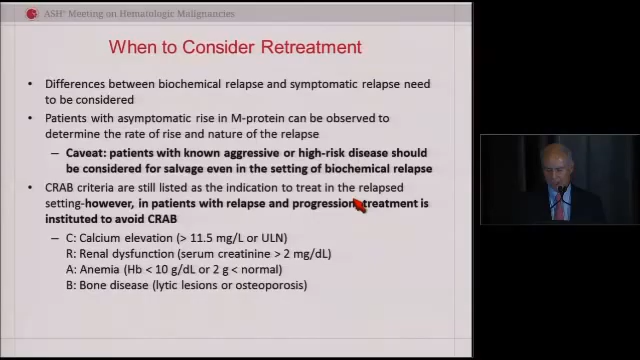 ASH® Meeting on Hematologic Malignancies
When to Consider Retreatment
• Differences between biochemical relapse and symptomatic relapse need
to be considered
• Patients with asymptomatic rise in M-protein can be observed to
determine the rate of rise and nature of the relapse
– Caveat: patients with known aggressive or high-risk disease should
be considered for salvage even in the setting of biochemical relapse
• CRAB criteria are still listed as the indication to treat in the relapsed
setting-however, in patients with relapse and progression, treatment is
instituted to avoid CRAB
– C: Calcium elevation (> 11.5 mg/L or ULN)
R: Renal dysfunction (serum creatinine > 2 mg/dL)
A: Anemia (Hb < 10 g/dL or 2 g < normal)
B: Bone disease (lytic lesions or osteoporosis)